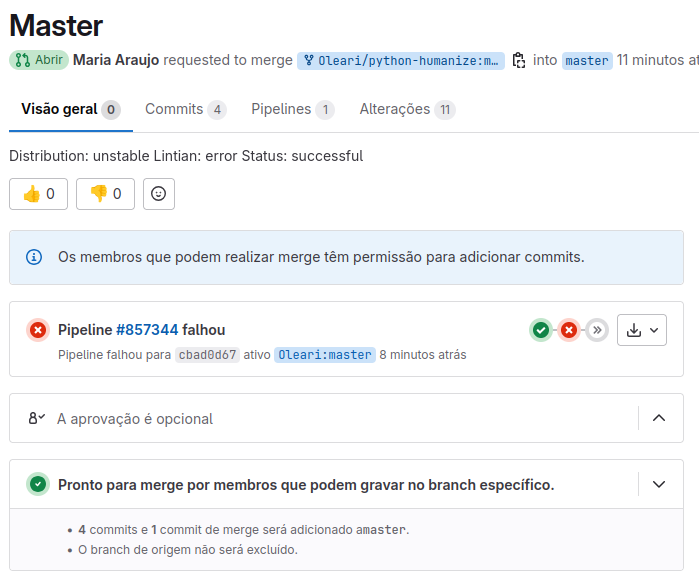 Master
Abrir Maria Araujo requested to merge Oleari/python-humanize:m… into master 11 minutos at
Visão geral 0 Commits 4 Pipelines 1 Alterações 11
Distribution: unstable Lintian: error Status: successful
0 0
Os membros que podem realizar merge têm permissão para adicionar commits.
Pipeline #857344 falhou
Pipeline falhou para cbad0d67 ativo Oleari:master 8 minutos atrás
A aprovação é opcional
Pronto para merge por membros que podem gravar no branch específico.
• 4 commits e 1 commit de merge será adicionado amaster.
• O branch de origem não será excluído.